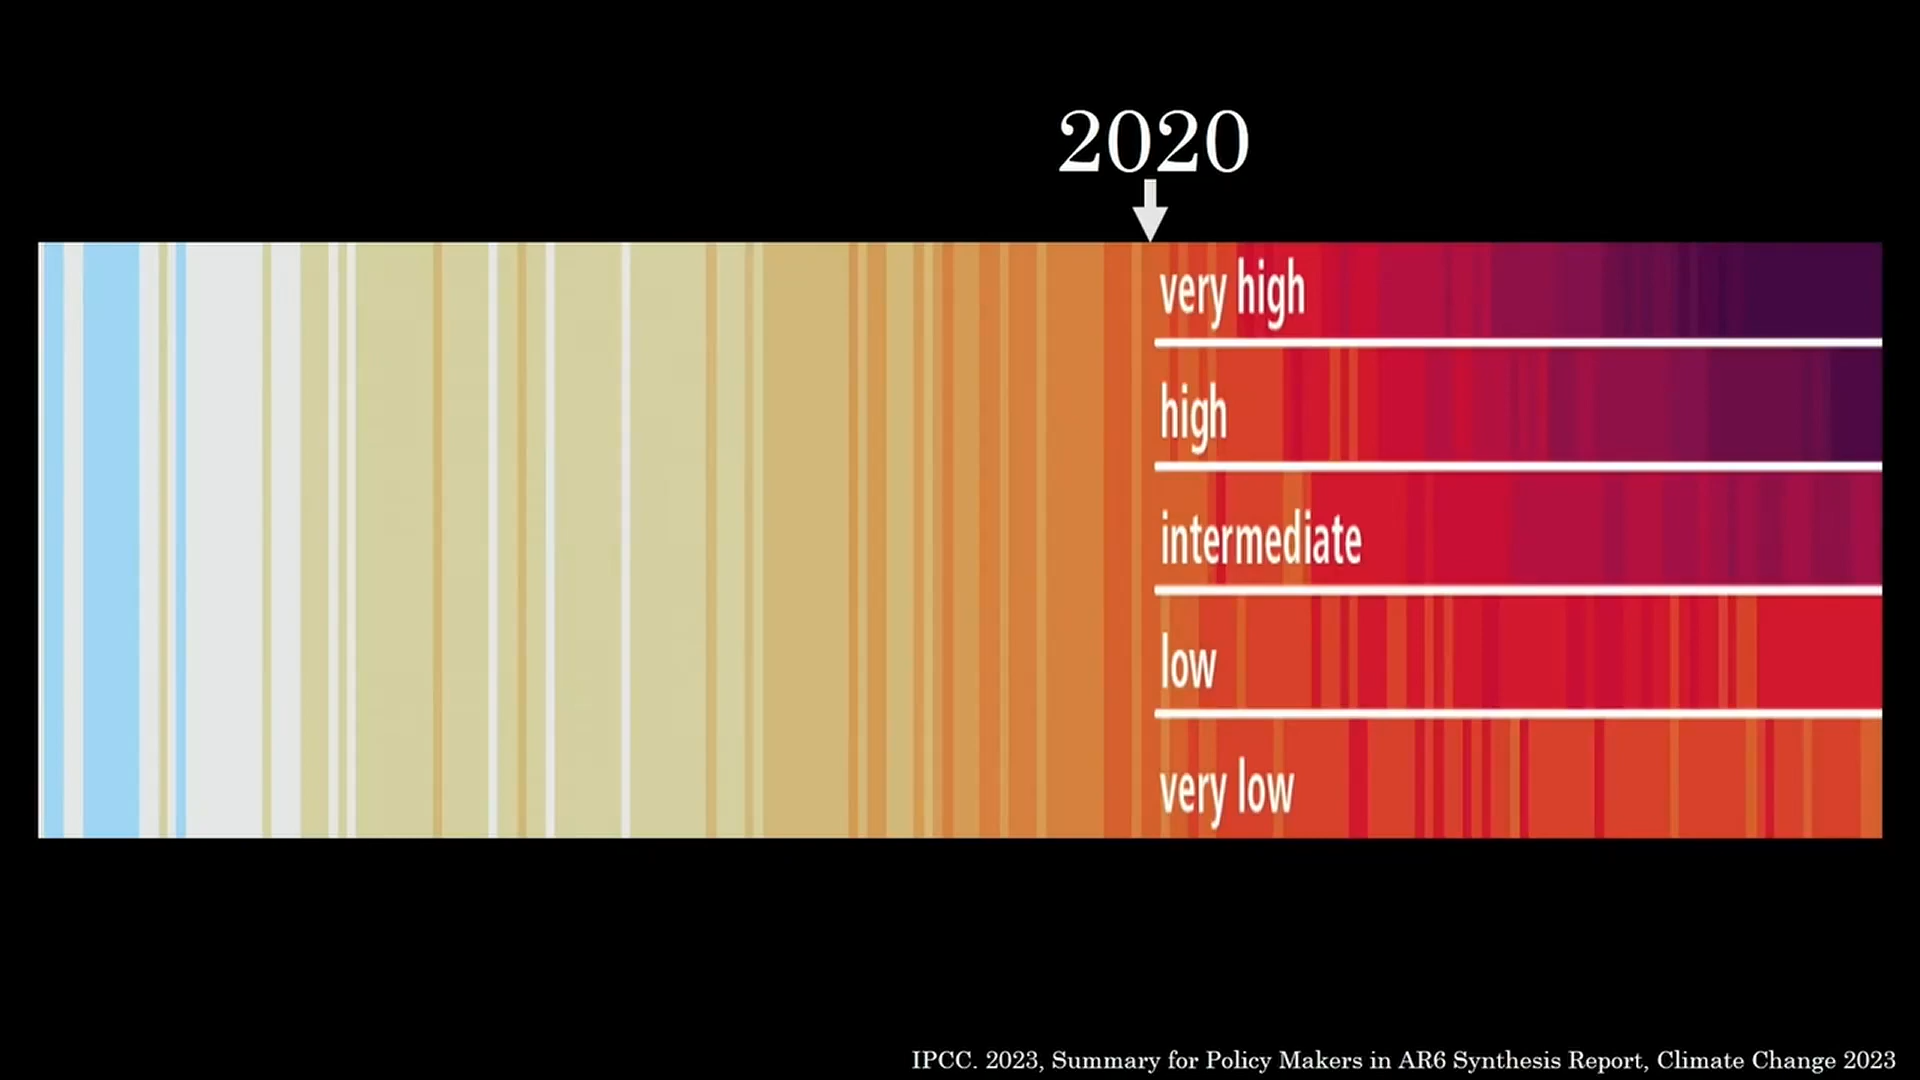 2020
very high
high
intermediate
low
very low
IPCC. 2023, Summary for Policy Makers in AR6 Synthesis Report, Climate Change 2023